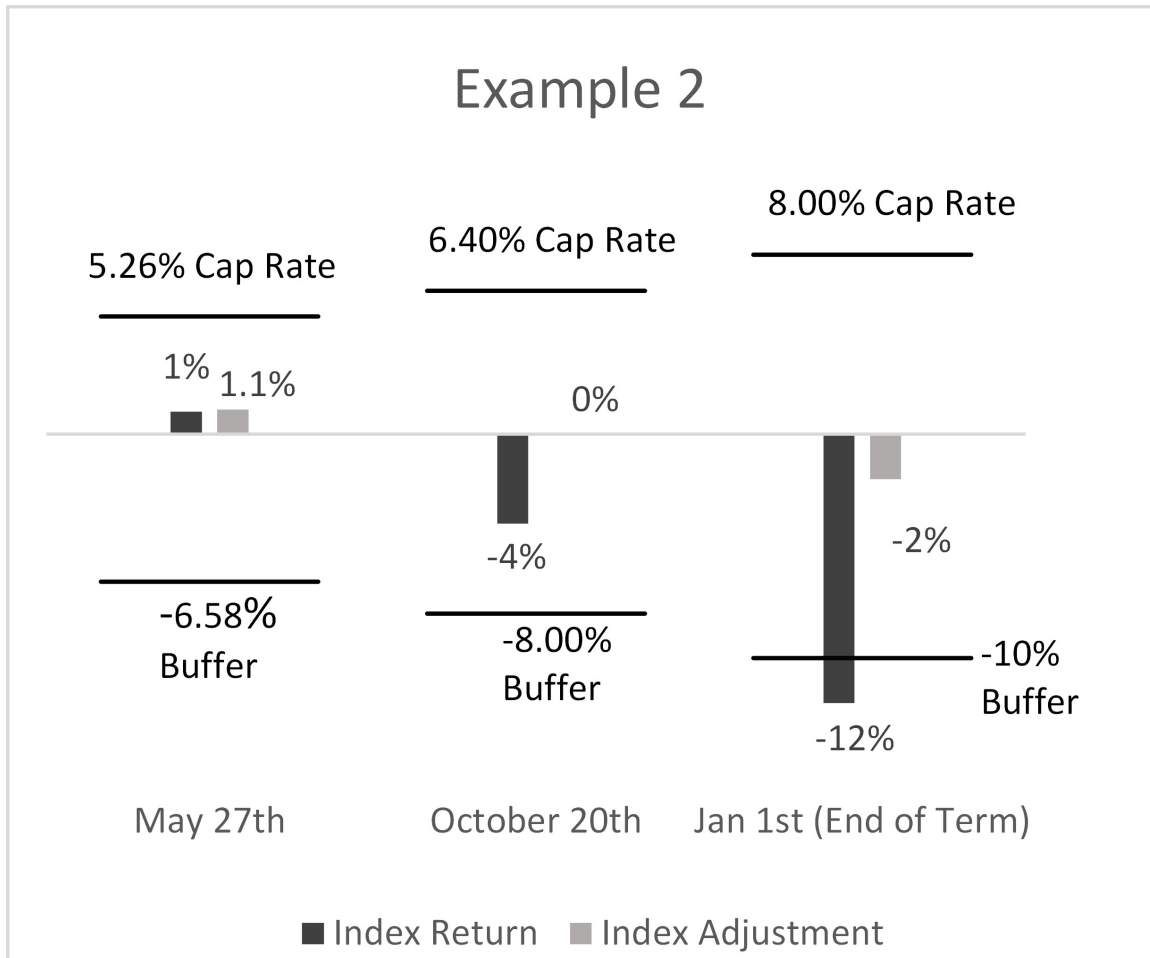 Example 2
8.00% Cap Rate
6.40% Cap Rate
5.26% Cap Rate
1%
1.1%
0%
-4%
-2%
-6.58%
Buffer
-8.00%
Buffer
-10%
Buffer
-12%
May 27th
October 20th
Jan 1st (End of Term)
Index Return
Index Adjustment